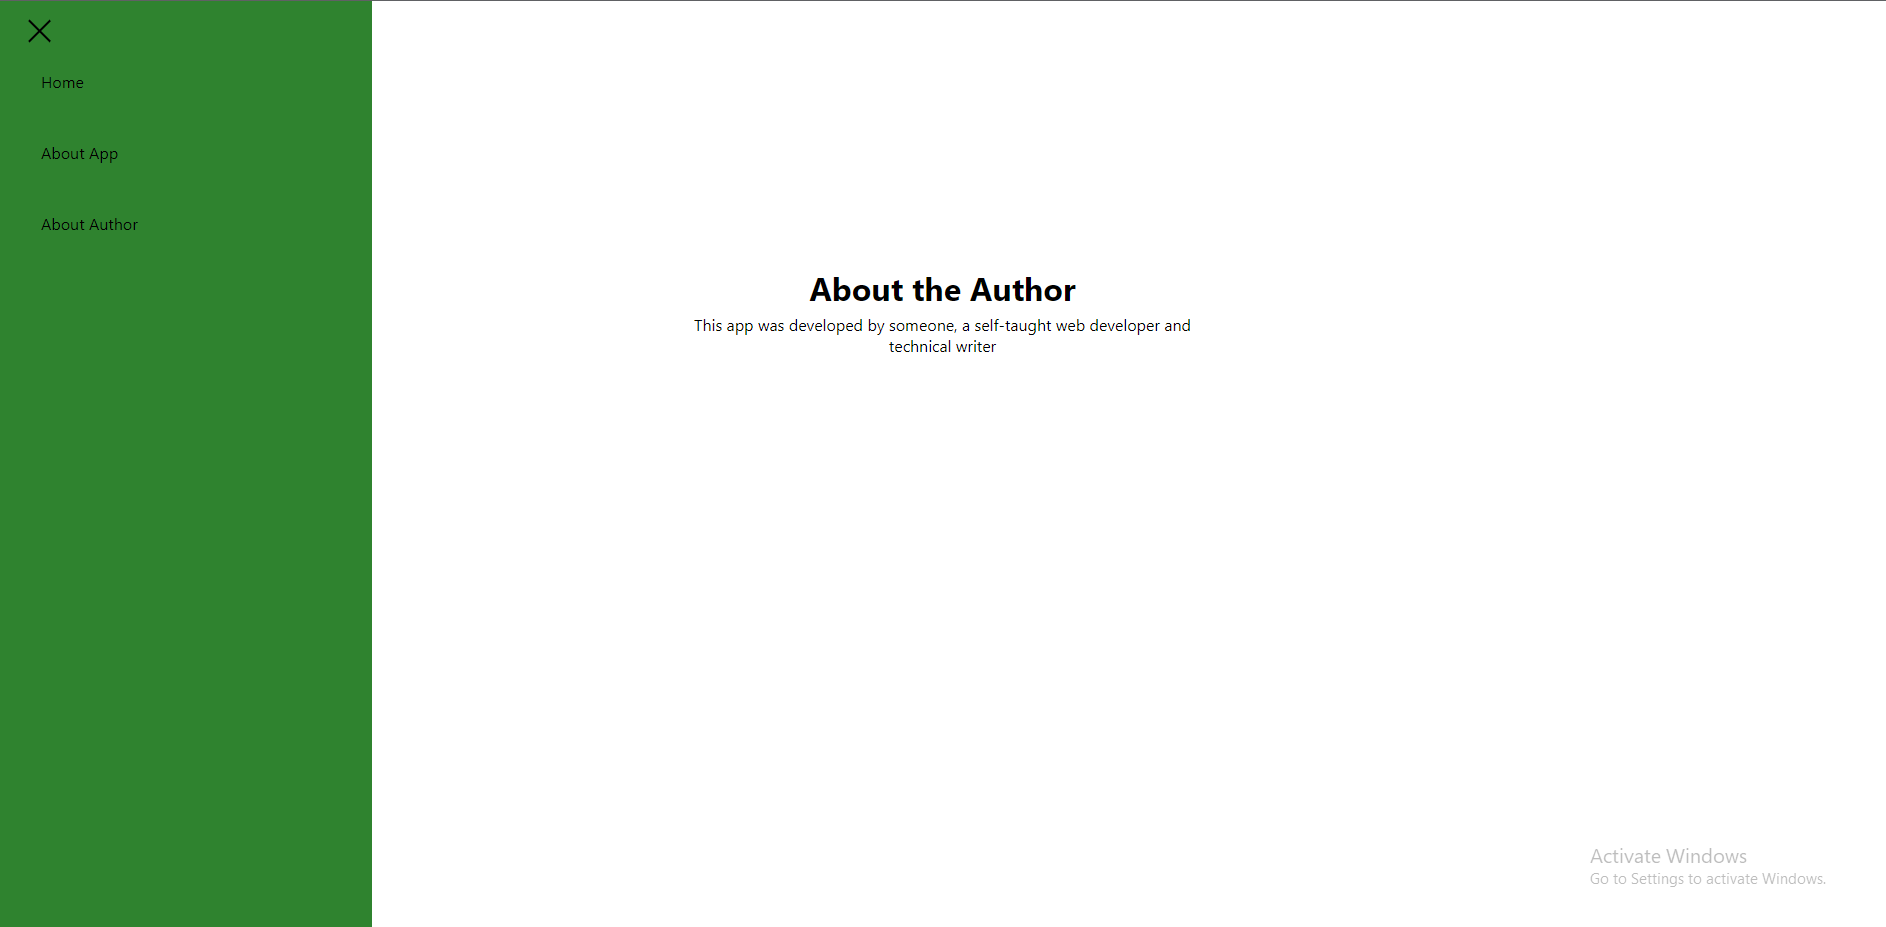 Home
About App
About Author
About the Author
This app was developed by someone, a self-taught web developer and
technical writer
Activate Windows
Go to Settings to activate Windows.